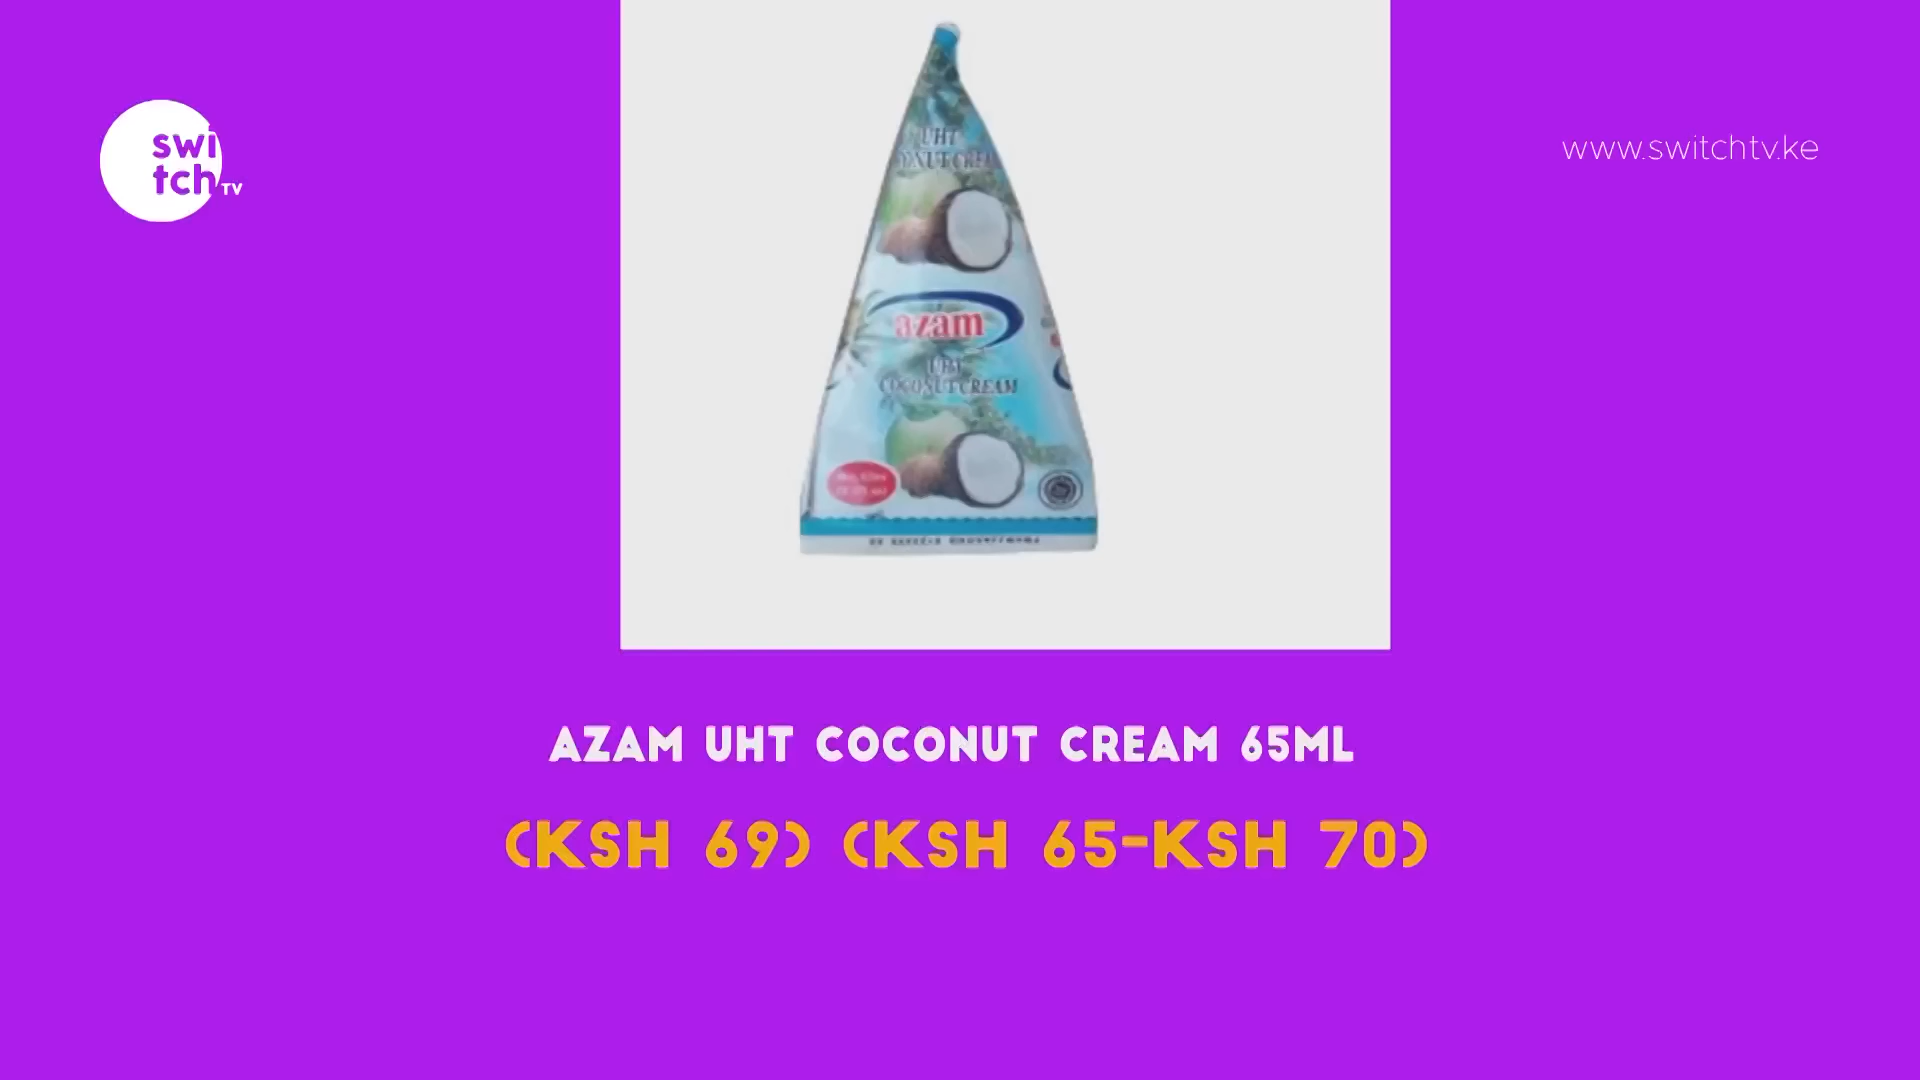 swi
tch TV
www.switchtv.ke
UHT
azam
UHT
COCONUT CREAM
AZAM UHT COCONUT CREAM 65ML
(KSH 69) (KSH 65-KSH 70)